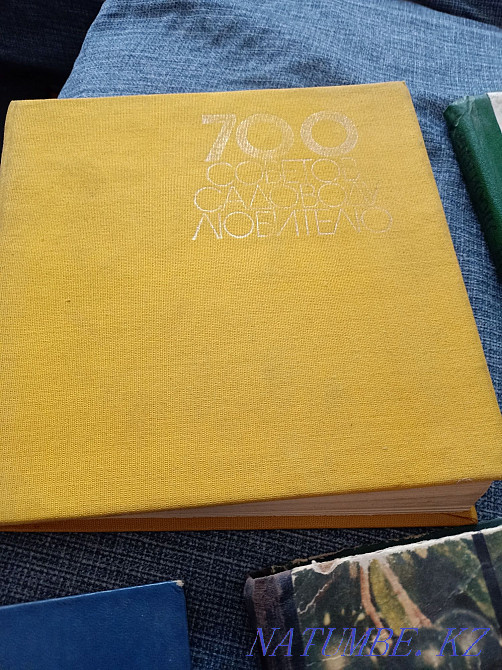 700
СОВЕТОВ
САДОВОДУ
ЛЮБИТЕЛЮ
NATUMBE.KZ